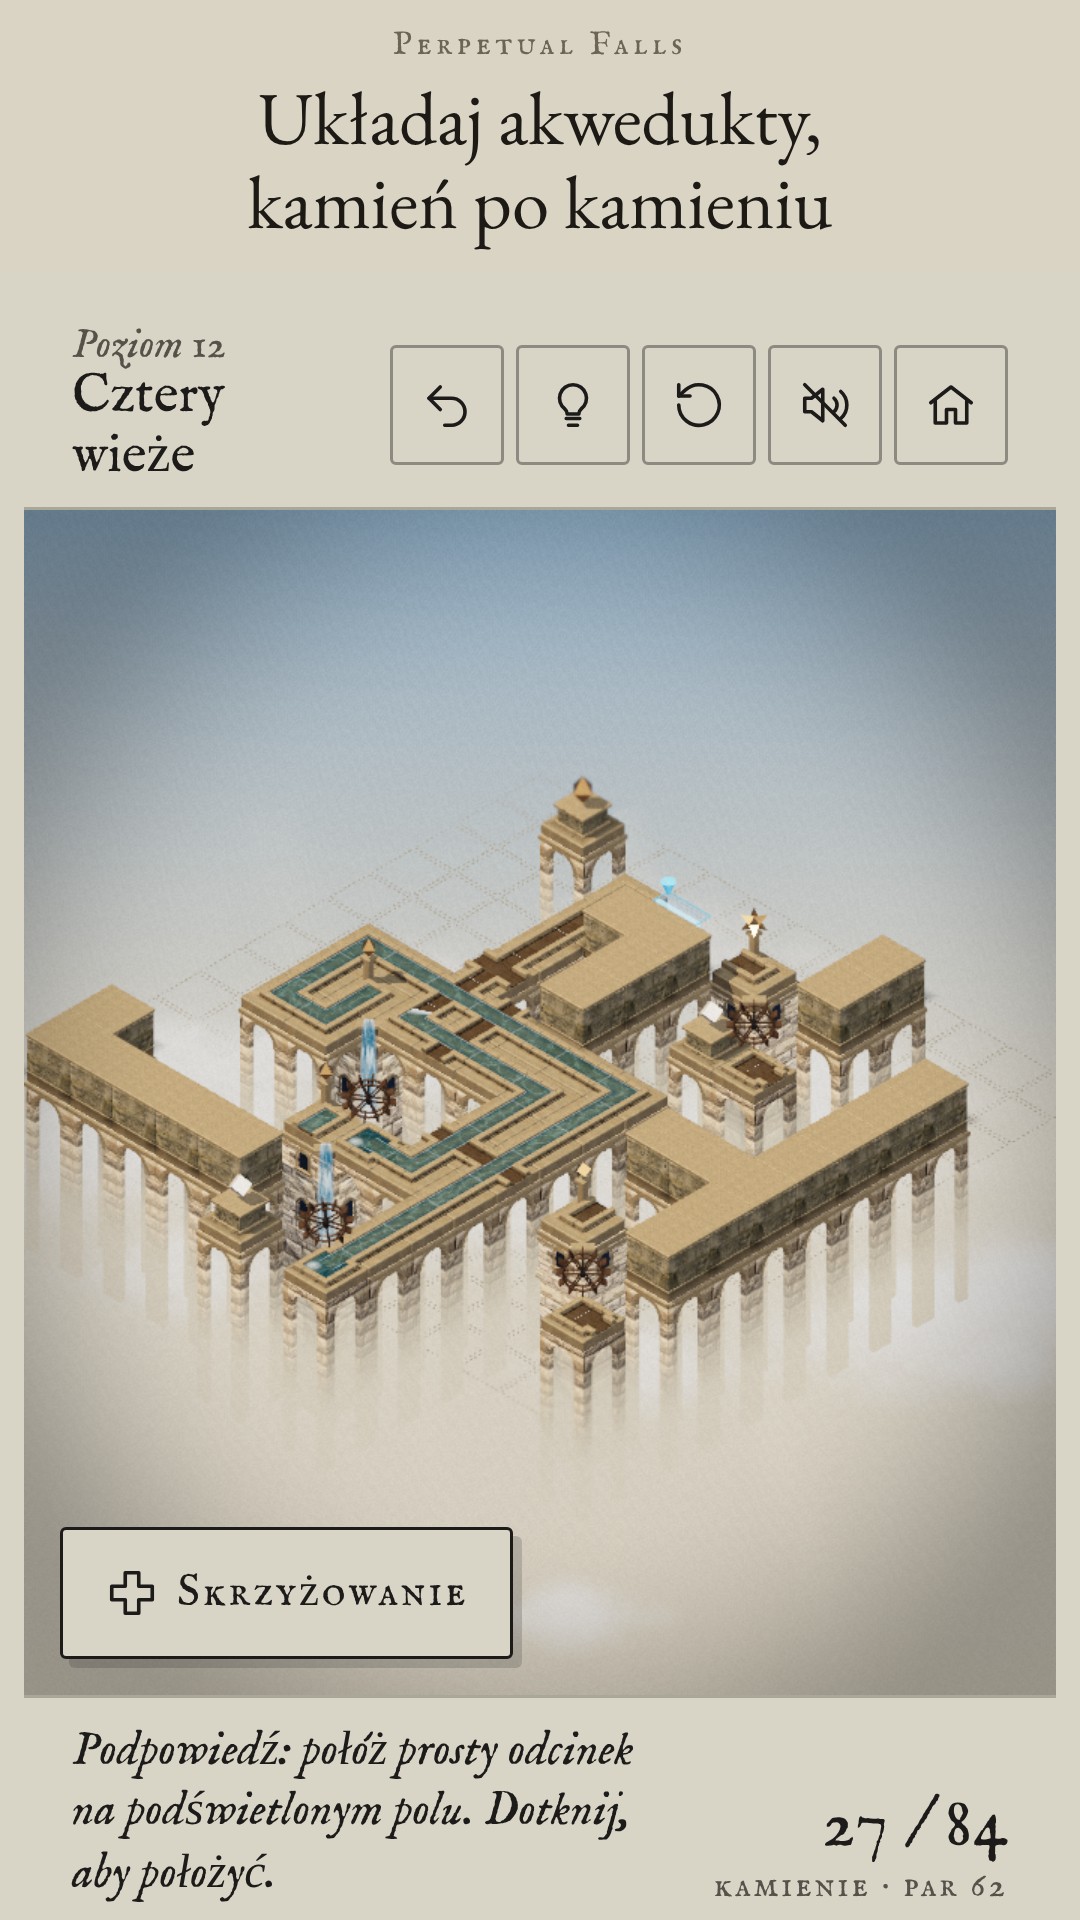 Perpetual Falls
Układaj akwedukty,
kamień po kamieniu
Poziom 12
Cztery
wieże
Skrzyżowanie
Podpowiedź: połóż prosty odcinek
na podświetlonym polu. Dotknij,
aby położyć.
27 / 84
kamienie · par 62